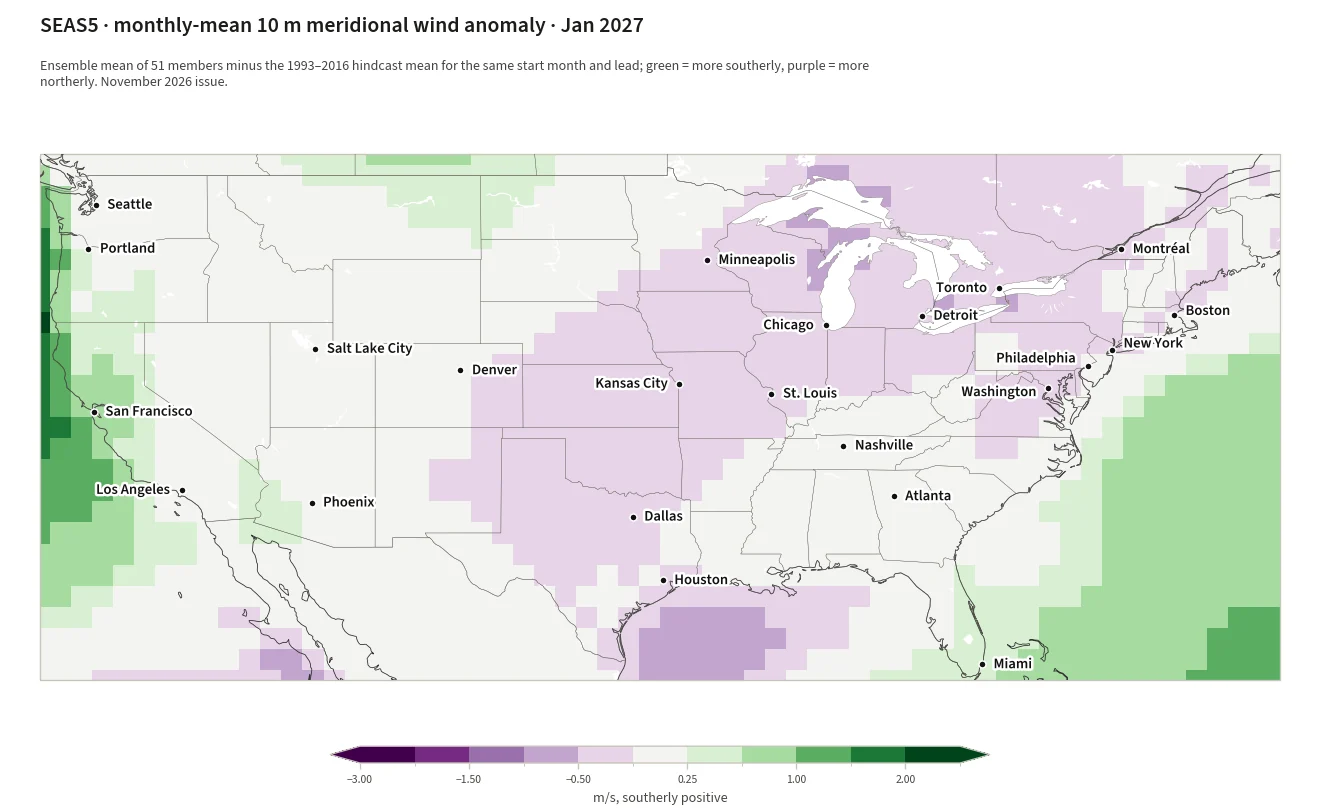 SEAS5 · monthly-mean 10 m meridional wind anomaly · Jan 2027
Ensemble mean of 51 members minus the 1993–2016 hindcast mean for the same start month and lead; green = more southerly, purple = more
northerly. November 2026 issue.
Seattle
Portland
Minneapolis
Montréal
Toronto
Boston
Chicago
Detroit
New York
Salt Lake City
Philadelphia
Denver
Kansas City
St. Louis
Washington
San Francisco
Nashville
Los Angeles
Phoenix
Atlanta
Dallas
Houston
Miami
−3.00
−1.50
−0.50
0.25
1.00
2.00
m/s, southerly positive